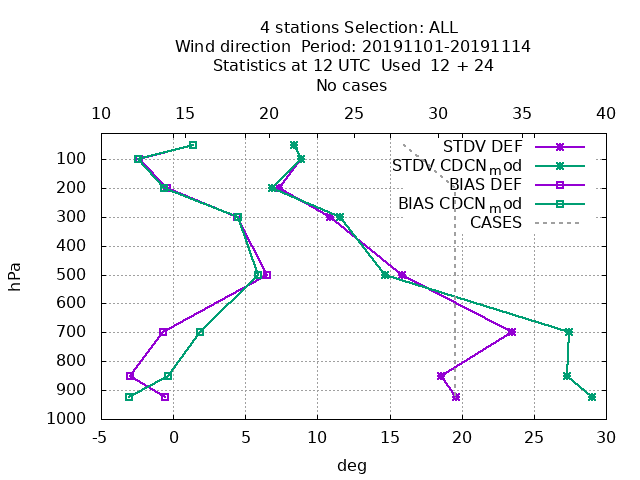 4 stations Selection: ALL
Wind direction  Period: 20191101-20191114
Statistics at 12 UTC  Used  12 + 24
No cases
10 15 20 25 30 35 40
STDV DEF
STDV CDCN_mod
BIAS DEF
BIAS CDCN_mod
CASES
hPa
100
200
300
400
500
600
700
800
900
1000
-5 0 5 10 15 20 25 30
deg